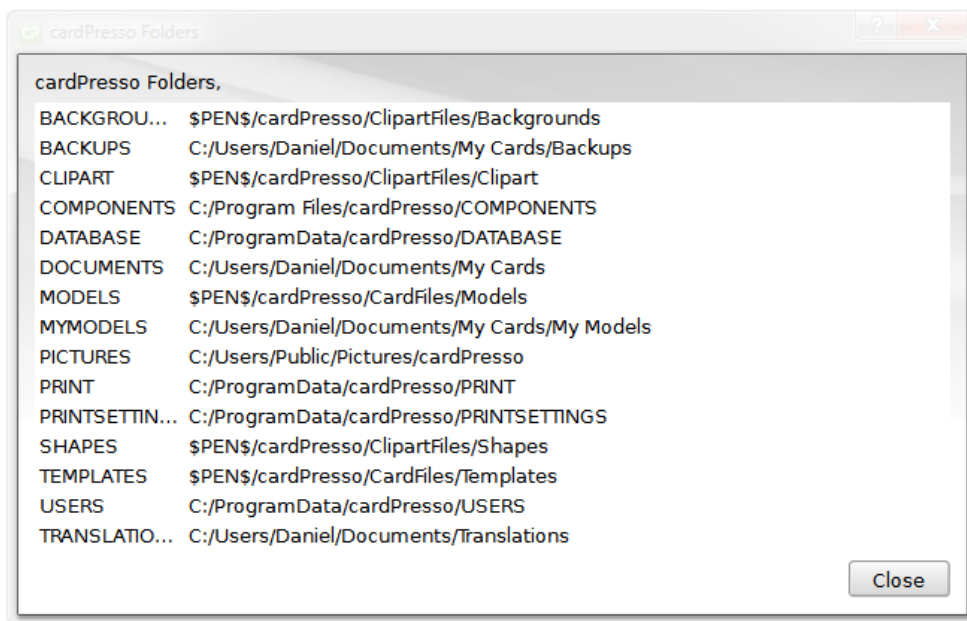 cardPresso Folders
cardPresso Folders,
BACKGROU... $PEN$/cardPresso/ClipartFiles/Backgrounds
BACKUPS C:/Users/Daniel/Documents/My Cards/Backups
CLIPART $PEN$/cardPresso/ClipartFiles/Clipart
COMPONENTS C:/Program Files/cardPresso/COMPONENTS
DATABASE C:/ProgramData/cardPresso/DATABASE
DOCUMENTS C:/Users/Daniel/Documents/My Cards
MODELS $PEN$/cardPresso/CardFiles/Models
MYMODELS C:/Users/Daniel/Documents/My Cards/My Models
PICTURES C:/Users/Public/Pictures/cardPresso
PRINT C:/ProgramData/cardPresso/PRINT
PRINTSETTIN... C:/ProgramData/cardPresso/PRINTSETTINGS
SHAPES $PEN$/cardPresso/ClipartFiles/Shapes
TEMPLATES $PEN$/cardPresso/CardFiles/Templates
USERS C:/ProgramData/cardPresso/USERS
TRANSLATIO... C:/Users/Daniel/Documents/Translations
Close